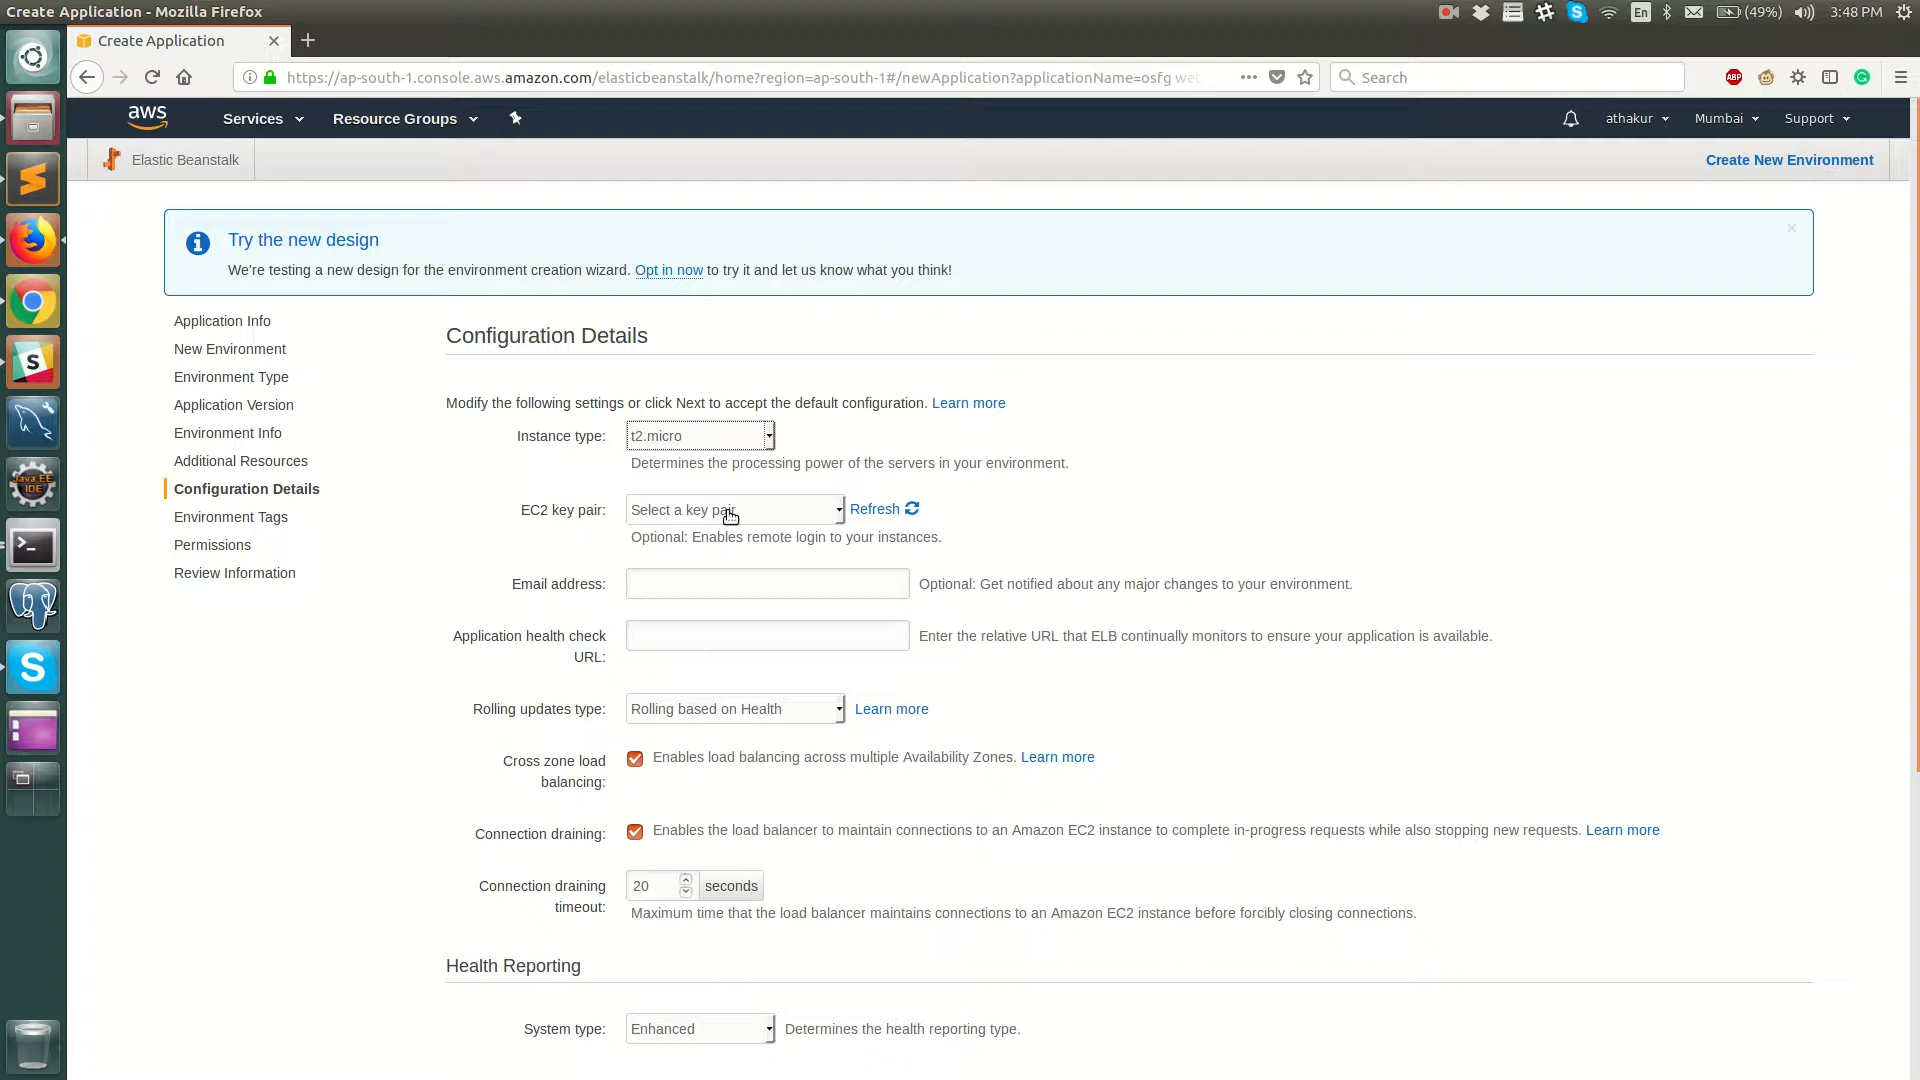 Create Application - Mozilla Firefox
En
(49%)
3:48 PM
Create Application
https://ap-south-1.console.aws.amazon.com/elasticbeanstalk/home?region=ap-south-1#/newApplication?applicationName=osfg we
Search
ABP
aws
Services
Resource Groups
athakur
Mumbai
Support
Elastic Beanstalk
Create New Environment
Try the new design
We're testing a new design for the environment creation wizard. Opt in now to try it and let us know what you think!
Application Info
New Environment
Environment Type
Application Version
Environment Info
Additional Resources
Configuration Details
Environment Tags
Permissions
Review Information
Configuration Details
Modify the following settings or click Next to accept the default configuration. Learn more
Instance type:
t2.micro
Determines the processing power of the servers in your environment.
EC2 key pair:
Select a key pair
Refresh
Optional: Enables remote login to your instances.
Email address:
Optional: Get notified about any major changes to your environment.
Application health check
URL:
Enter the relative URL that ELB continually monitors to ensure your application is available.
Rolling updates type:
Rolling based on Health
Learn more
Cross zone load
balancing:
Enables load balancing across multiple Availability Zones. Learn more
Connection draining:
Enables the load balancer to maintain connections to an Amazon EC2 instance to complete in-progress requests while also stopping new requests. Learn more
Connection draining
timeout:
20
seconds
Maximum time that the load balancer maintains connections to an Amazon EC2 instance before forcibly closing connections.
Health Reporting
System type:
Enhanced
Determines the health reporting type.
Java EE
IDE